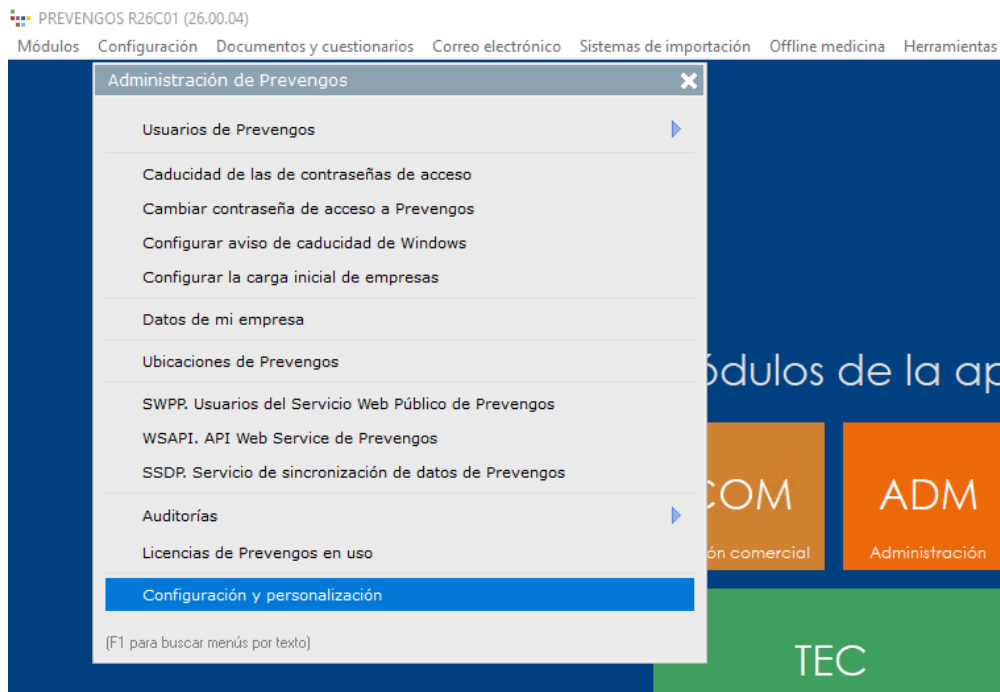 PREVENGOS R26C01 (26.00.04)
Módulos Configuración Documentos y cuestionarios Correo electrónico Sistemas de importación Offline medicina Herramientas
Administración de Prevengos
Usuarios de Prevengos
Caducidad de las de contraseñas de acceso
Cambiar contraseña de acceso a Prevengos
Configurar aviso de caducidad de Windows
Configurar la carga inicial de empresas
Datos de mi empresa
Ubicaciones de Prevengos
SWPP. Usuarios del Servicio Web Público de Prevengos
WSAPI. API Web Service de Prevengos
SSDP. Servicio de sincronización de datos de Prevengos
Auditorías
Licencias de Prevengos en uso
Configuración y personalización
(F1 para buscar menús por texto)
ódulos de la ap
COM
ón comercial
ADM
Administración
TEC